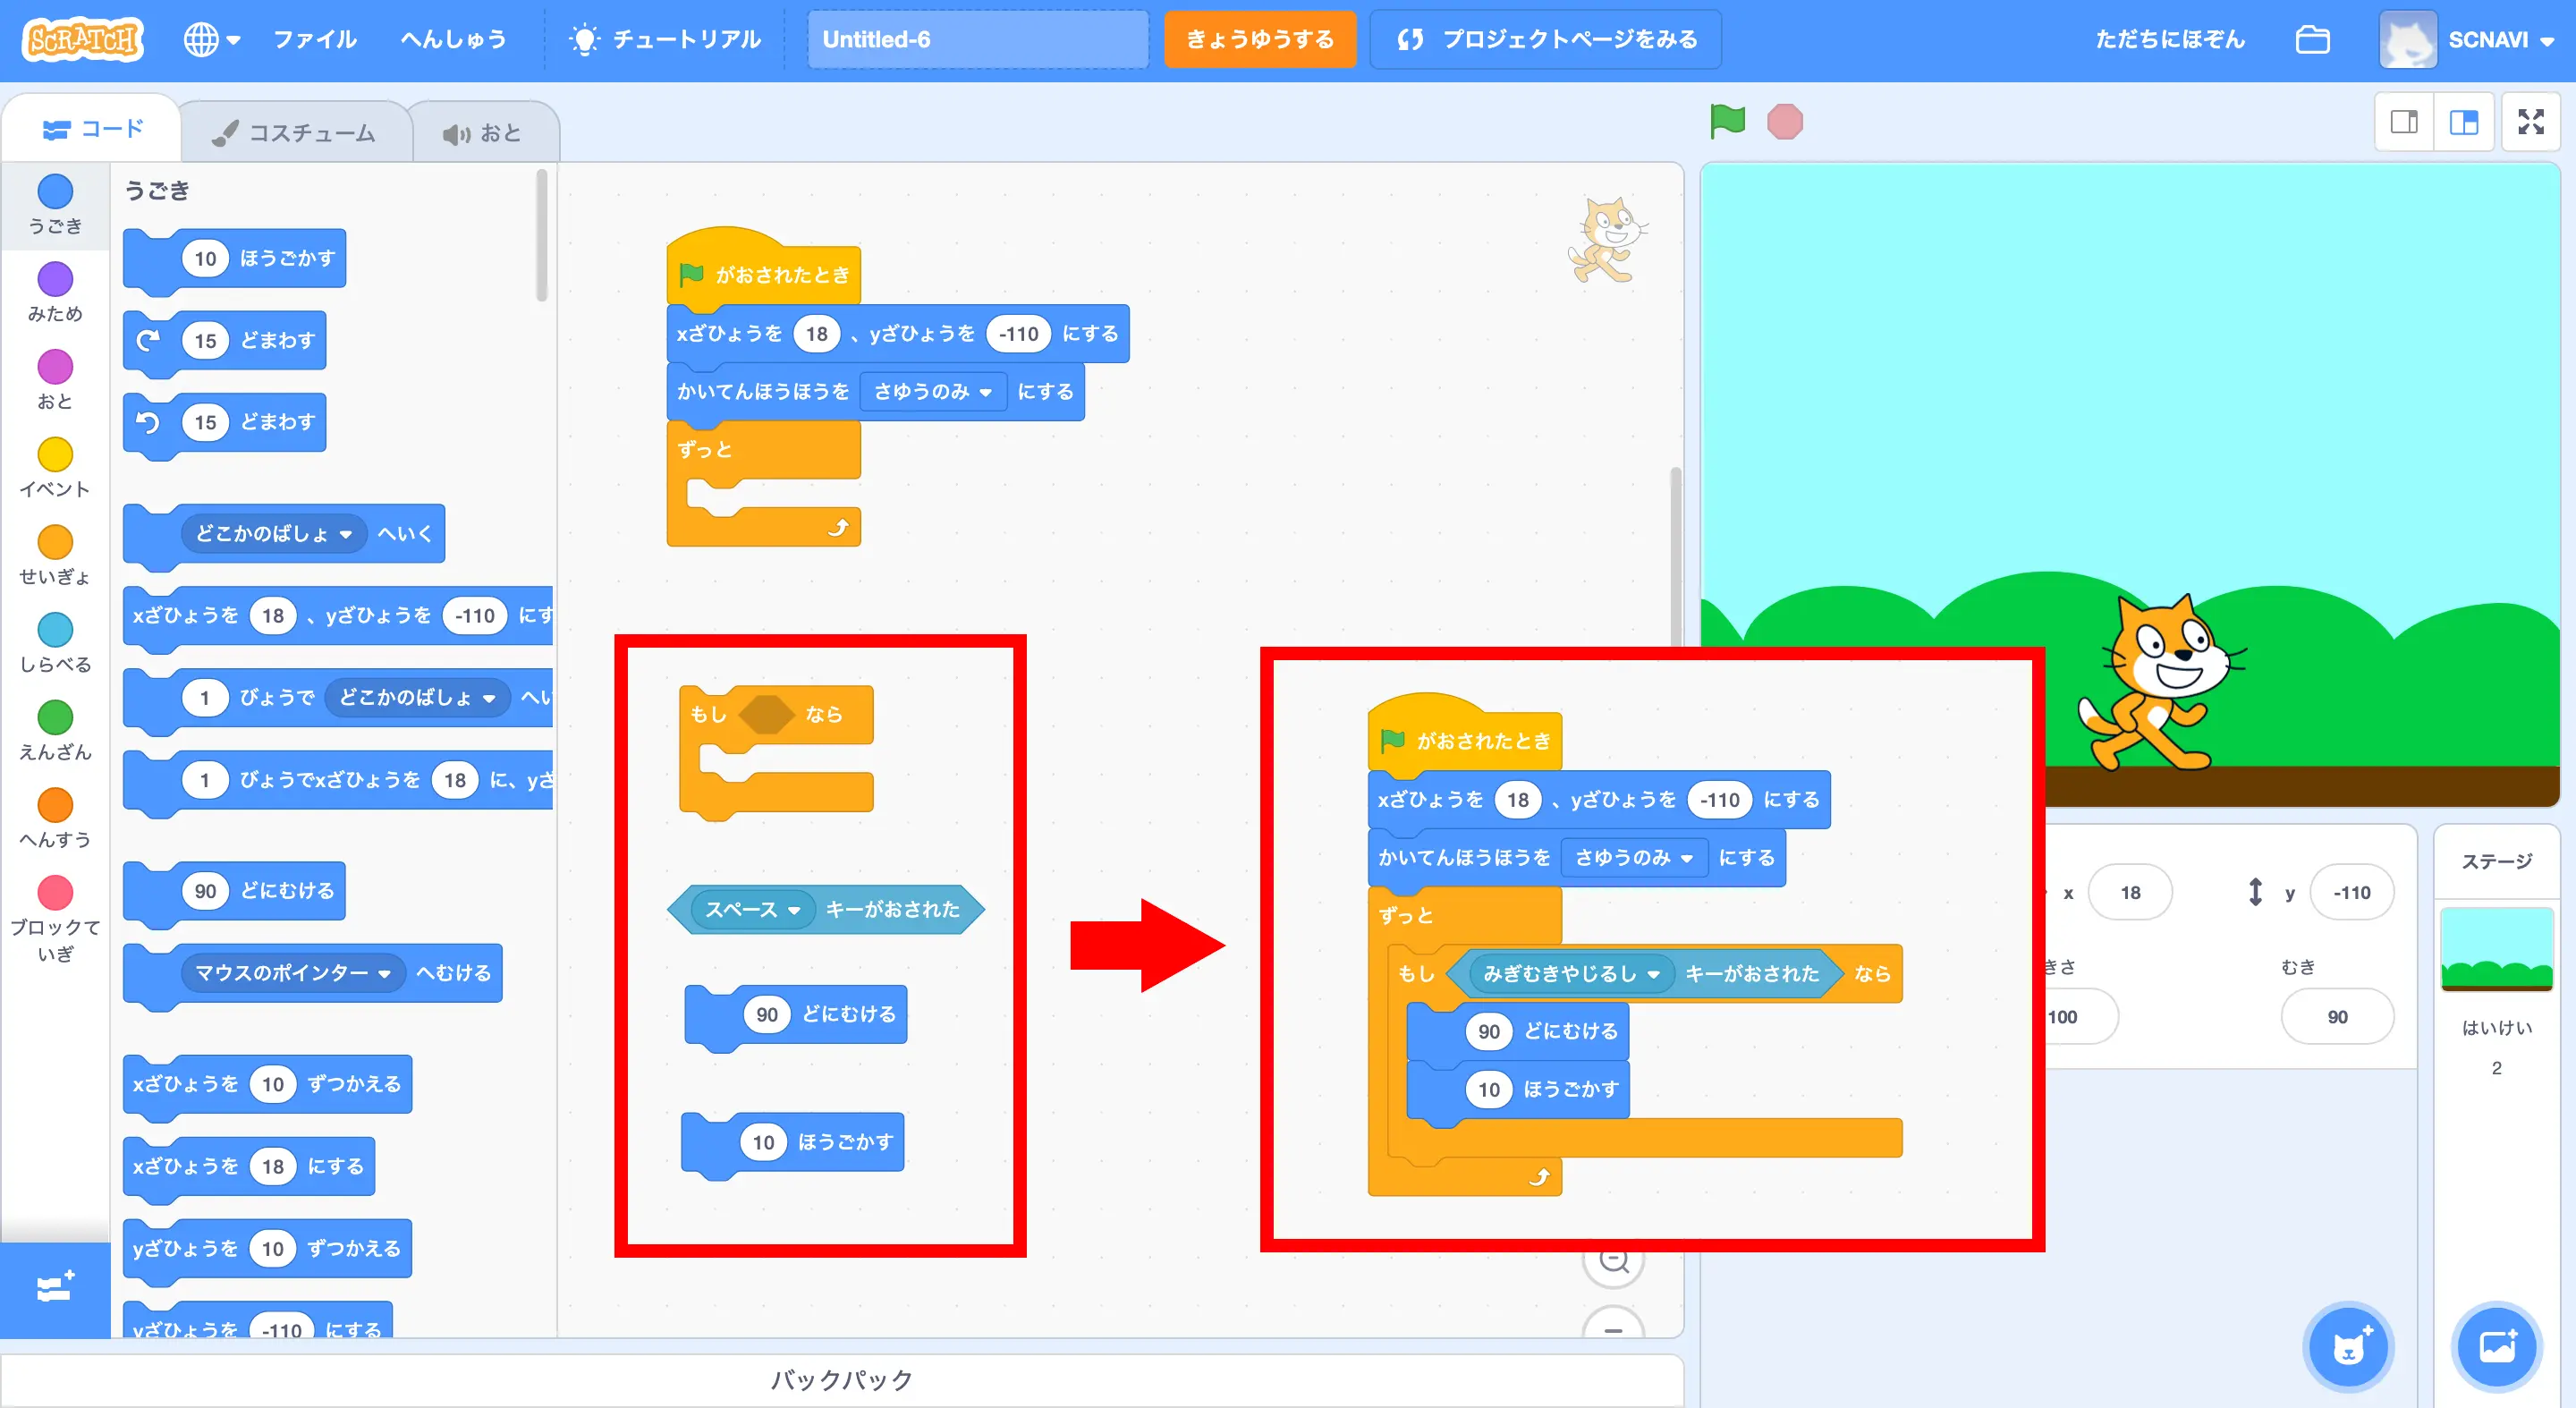 SCRATCH
ファイル
へんしゅう
チュートリアル
Untitled-6
きょうゆうする
プロジェクトページをみる
ただちにほぞん
SCNAVI
コード
コスチューム
おと
うごき
みため
おと
イベント
せいぎょ
しらべる
えんざん
へんすう
ブロックて
いぎ
うごき
10 ほうごかす
15 どまわす
15 どまわす
どこかのばしょ へいく
xざひょうを 18 、yざひょうを -110 にす
1 びょうで どこかのばしょ へい
1 びょうでxざひょうを 18 に、yざ
90 どにむける
マウスのポインター へむける
xざひょうを 10 ずつかえる
xざひょうを 18 にする
yざひょうを 10 ずつかえる
yざひょうを -110 にする
がおされたとき
xざひょうを 18 、yざひょうを -110 にする
かいてんほうほうを さゆうのみ にする
ずっと
もし なら
スペース キーがおされた
90 どにむける
10 ほうごかす
がおされたとき
xざひょうを 18 、yざひょうを -110 にする
かいてんほうほうを さゆうのみ にする
ずっと
もし みぎむきやじるし キーがおされた なら
90 どにむける
10 ほうごかす
x 18 y -110
きさ むき
100 90
ステージ
はいけい
2
バックパック